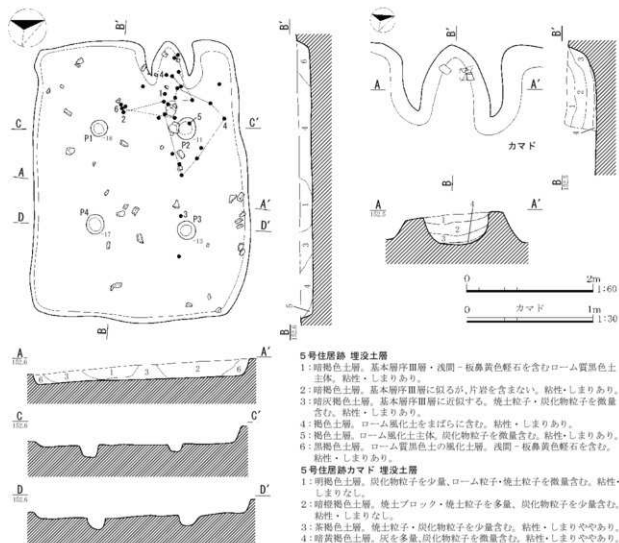 B'
A
A'
C
C'
D
D'
B
P1
P2
P3
P4
16
11
17
15
1
2
3
4
5
6
カマド
152.6
152.5
0 2m
1:60
カマド
0 1m
1:30
5号住居跡 埋没土層
1:暗褐色土層。基本層序Ⅲ層・浅間-板鼻黄色軽石を含むローム質黒色土
主体。粘性・しまりあり。
2:暗褐色土層。基本層序Ⅲ層に似るが、片岩を含まない。粘性・しまりあり。
3:暗灰褐色土層。基本層序Ⅲ層に近似する。焼土粒子・炭化物粒子を微量
含む。粘性・しまりあり。
4:褐色土層。ローム風化土をまばらに含む。粘性・しまりあり。
5:褐色土層。ローム風化土主体。炭化物粒子を微量含む。粘性・しまりあり。
6:黒褐色土層。ローム質黒色土の風化土層。浅間-板鼻黄色軽石を含む。
粘性・しまりあり。
5号住居跡カマド 埋没土層
1:明褐色土層。炭化物粒子を少量、ローム粒子・焼土粒子を微量含む。粘性・
しまりなし。
2:暗橙褐色土層。焼土ブロック・焼土粒子を多量、炭化物粒子を少量含む。
粘性・しまりなし。
3:茶褐色土層。焼土粒子・炭化物粒子を少量含む。粘性・しまりややあり。
4:暗黄褐色土層。灰を多量、炭化物粒子を微量含む。粘性・しまりややあり。